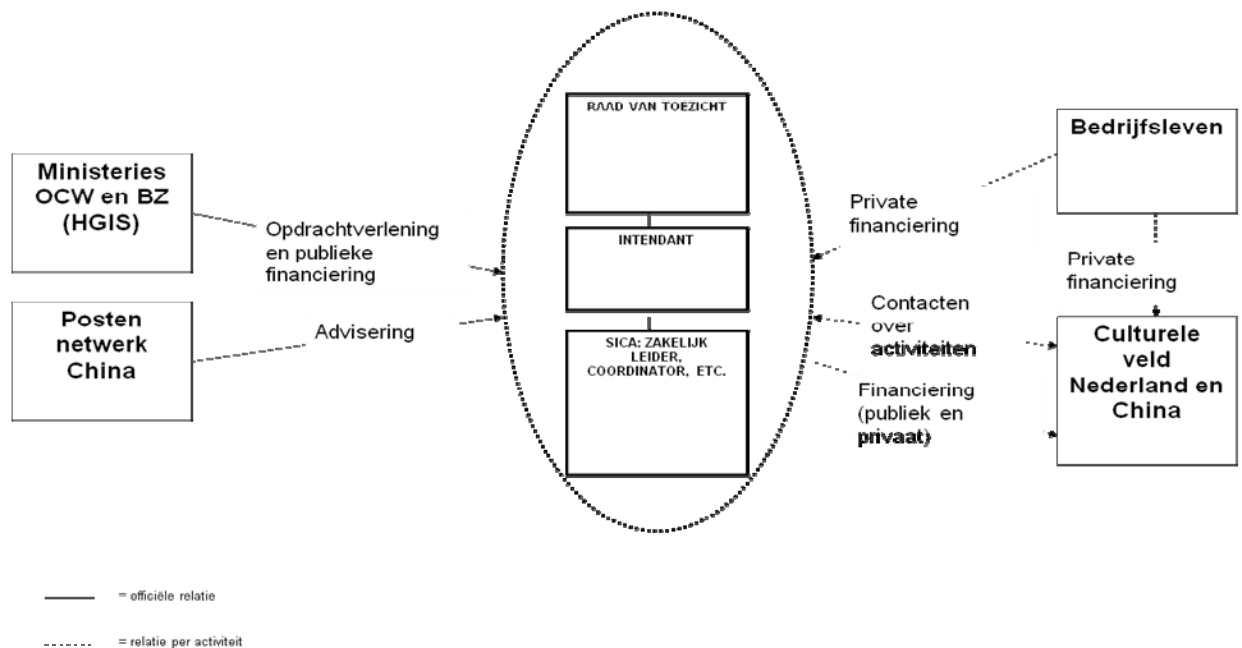 Ministeries
OCW en BZ
(HGIS)
Opdrachtverlening
en publieke
financiering
Posten
netwerk
China
Advisering
RAAD VAN TOEZICHT
INTENDANT
SICA: ZAKELIJK
LEIDER,
COORDINATOR, ETC.
Private
financiering
Bedrijfsleven
Private
financiering
Contacten
over
activiteiten
Financiering
(publiek en
privaat)
Culturele
veld
Nederland en
China
= officiële relatie
= relatie per activiteit